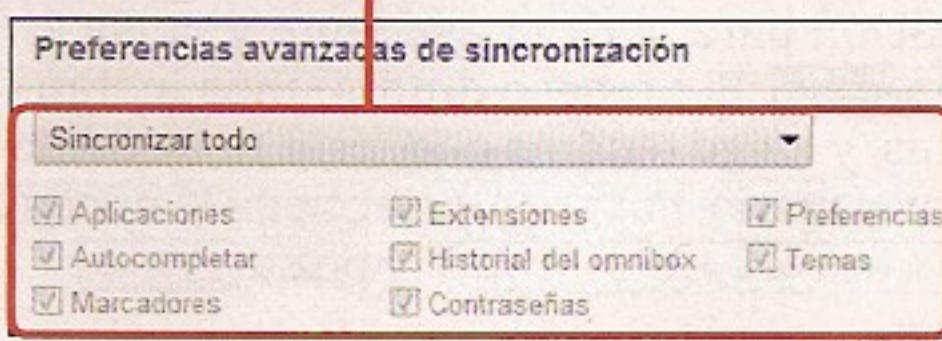 Preferencias avanzadas de sincronización
Sincronizar todo
Aplicaciones Extensiones Preferencias
Autocompletar Historial del omnibox Temas
Marcadores Contraseñas